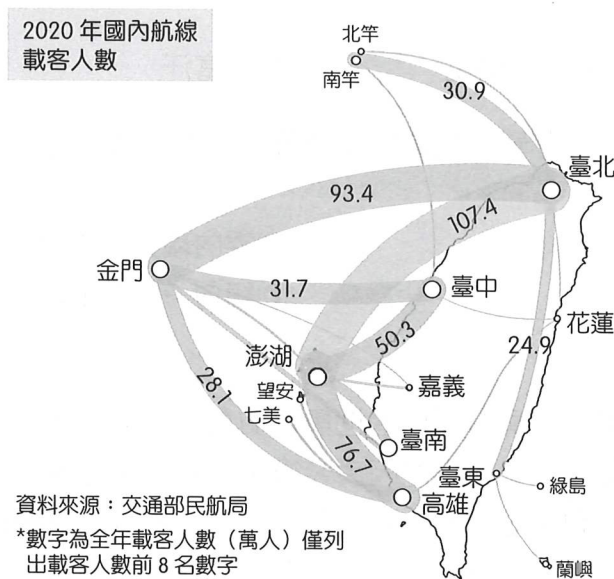 2020 年國內航線
載客人數
北竿
南竿
30.9
臺北
93.4
107.4
金門
31.7
臺中
花蓮
50.3
24.9
澎湖
嘉義
望安
七美
28.1
76.7
臺南
臺東
綠島
高雄
蘭嶼
資料來源：交通部民航局
*數字為全年載客人數（萬人）僅列
出載客人數前 8 名數字